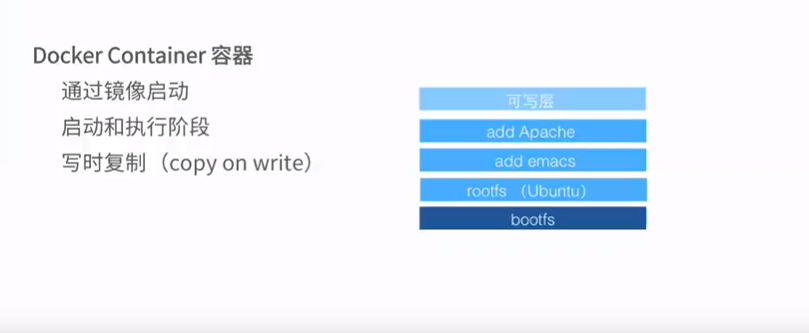 Docker Container 容器
通过镜像启动
启动和执行阶段
写时复制（copy on write）
可写层
add Apache
add emacs
rootfs （Ubuntu）
bootfs